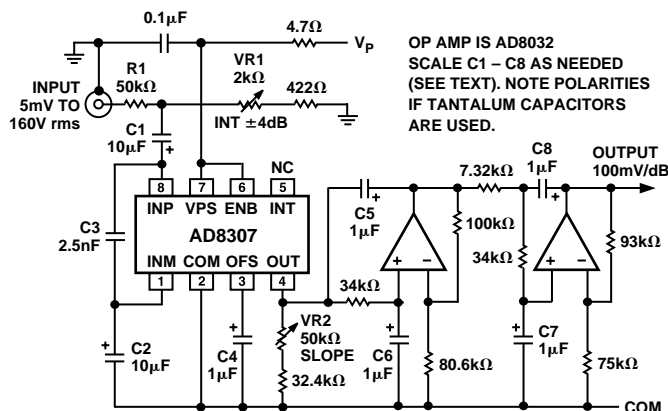 0.1µF
4.7Ω
VP
R1
50kΩ
VR1
2kΩ
422Ω
INPUT
5mV TO
160V rms
INT ±4dB
OP AMP IS AD8032
SCALE C1 – C8 AS NEEDED
(SEE TEXT). NOTE POLARITIES
IF TANTALUM CAPACITORS
ARE USED.
C1
10µF
+
NC
8 7 6 5
INP VPS ENB INT
AD8307
INM COM OFS OUT
1 2 3 4
C3
2.5nF
C2
10µF
+
C4
1µF
+
VR2
50kΩ
SLOPE
32.4kΩ
C5
1µF
+
34kΩ
C6
1µF
+
+ –
100kΩ
80.6kΩ
7.32kΩ
C8
1µF
+
34kΩ
C7
1µF
+
+ –
93kΩ
75kΩ
OUTPUT
100mV/dB
COM